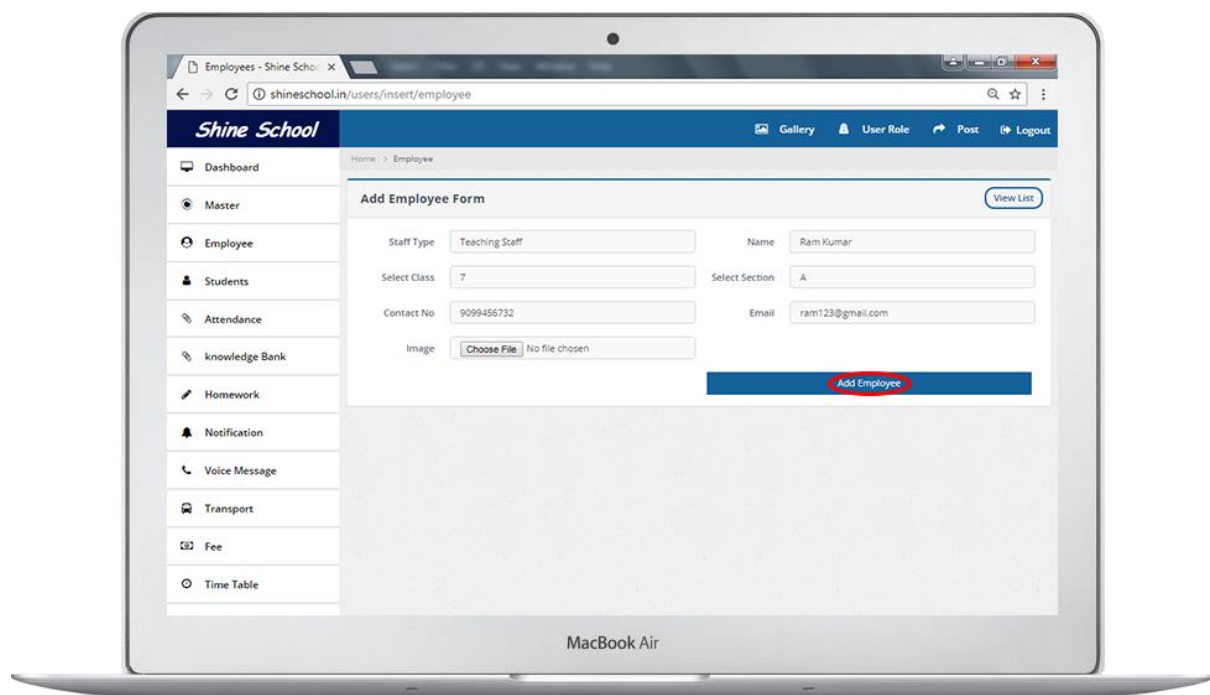 Employees - Shine Schoo
shineschool.in/users/insert/employee
Shine School
Gallery User Role Post Logout
Dashboard
Home > Employee
Master
Add Employee Form View List
Employee
Staff Type Teaching Staff Name Ram Kumar
Students
Select Class 7 Select Section A
Attendance
Contact No 9099456732 Email ram123@gmail.com
knowledge Bank
Image Choose File No file chosen
Homework
Add Employee
Notification
Voice Message
Transport
Fee
Time Table
MacBook Air